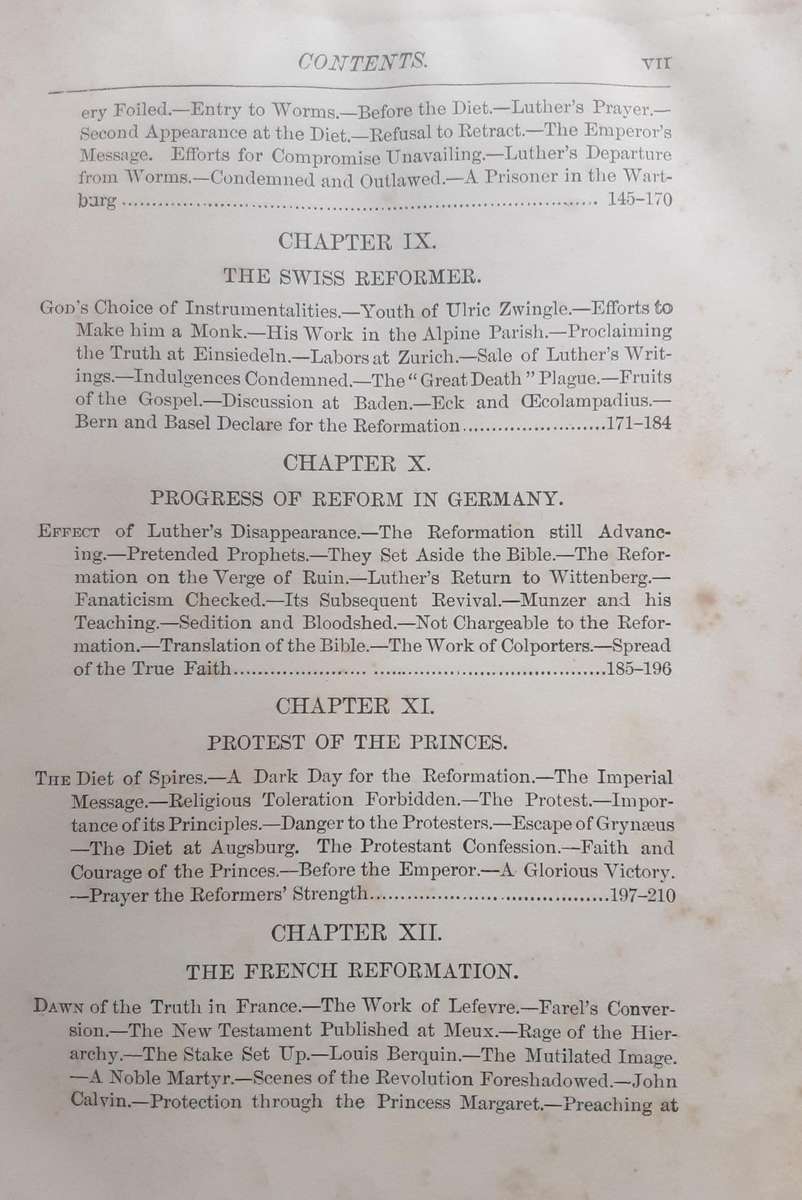 CONTENTS. VII
ery Foiled.—Entry to Worms.—Before the Diet.—Luther's Prayer.—
Second Appearance at the Diet.—Refusal to Retract.—The Emperor's
Message. Efforts for Compromise Unavailing.—Luther's Departure
from Worms.—Condemned and Outlawed.—A Prisoner in the Wart-
burg ........................................................................ 145–170
CHAPTER IX.
THE SWISS REFORMER.
GOD'S Choice of Instrumentalities.—Youth of Ulric Zwingle.—Efforts to
Make him a Monk.—His Work in the Alpine Parish.—Proclaiming
the Truth at Einsiedeln.—Labors at Zurich.—Sale of Luther's Writ-
ings.—Indulgences Condemned.—The "Great Death" Plague.—Fruits
of the Gospel.—Discussion at Baden.—Eck and Œcolampadius.—
Bern and Basel Declare for the Reformation........................171–184
CHAPTER X.
PROGRESS OF REFORM IN GERMANY.
EFFECT of Luther's Disappearance.—The Reformation still Advanc-
ing.—Pretended Prophets.—They Set Aside the Bible.—The Refor-
mation on the Verge of Ruin.—Luther's Return to Wittenberg.—
Fanaticism Checked.—Its Subsequent Revival.—Munzer and his
Teaching.—Sedition and Bloodshed.—Not Chargeable to the Refor-
mation.—Translation of the Bible.—The Work of Colporters.—Spread
of the True Faith..............................................................185–196
CHAPTER XI.
PROTEST OF THE PRINCES.
THE Diet of Spires.—A Dark Day for the Reformation.—The Imperial
Message.—Religious Toleration Forbidden.—The Protest.—Impor-
tance of its Principles.—Danger to the Protesters.—Escape of Grynæus
—The Diet at Augsburg. The Protestant Confession.—Faith and
Courage of the Princes.—Before the Emperor.—A Glorious Victory.
—Prayer the Reformers' Strength........................................197–210
CHAPTER XII.
THE FRENCH REFORMATION.
DAWN of the Truth in France.—The Work of Lefevre.—Farel's Conver-
sion.—The New Testament Published at Meux.—Rage of the Hier-
archy.—The Stake Set Up.—Louis Berquin.—The Mutilated Image.
—A Noble Martyr.—Scenes of the Revolution Foreshadowed.—John
Calvin.—Protection through the Princess Margaret.—Preaching at